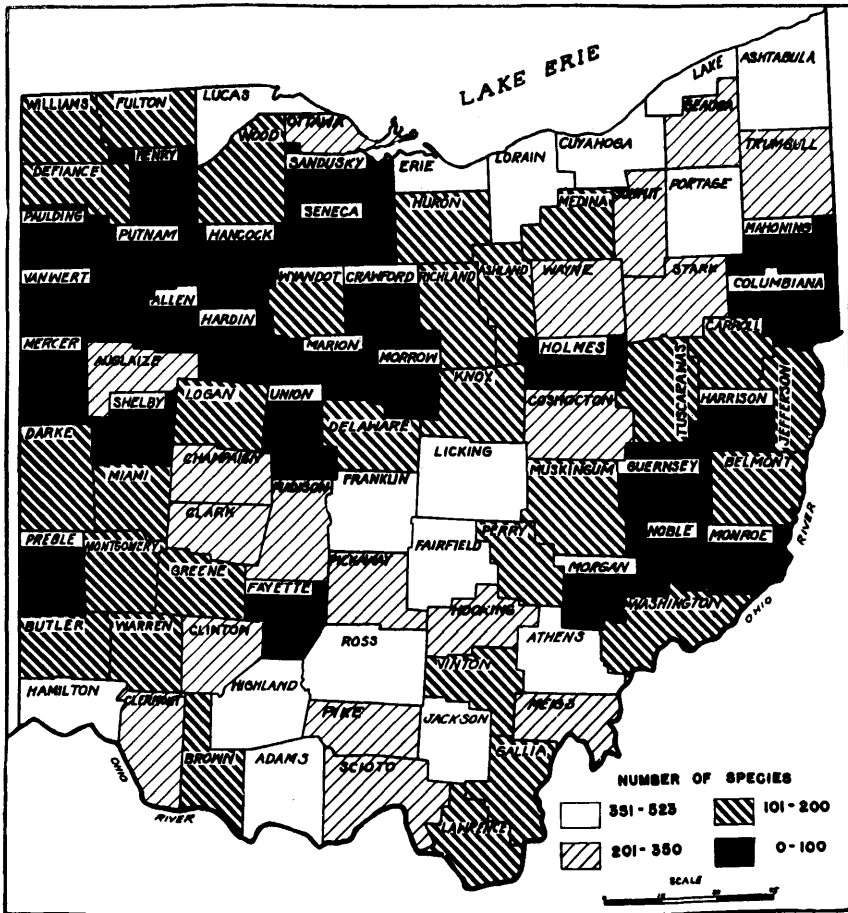 LAKE ERIE
LAKE
ASHTABULA
WILLIAMS
FULTON
LUCAS
OTTAWA
GEAUGA
WOOD
CUYAHOGA
TRUMBULL
HENRY
SANDUSKY
ERIE
LORAIN
DEFIANCE
PORTAGE
SUMMIT
SENECA
HURON
MEDINA
PAULDING
PUTNAM
HANCOCK
MAHONING
VANWERT
WYANDOT
CRAWFORD
RICHLAND
ASHLAND
WAYNE
STARK
COLUMBIANA
ALLEN
HARDIN
CARROLL
MERCER
MARION
MORROW
HOLMES
AUGLAIZE
KNOX
TUSCARAWAS
HARRISON
JEFFERSON
SHELBY
LOGAN
UNION
COSHOCTON
DARKE
DELAWARE
LICKING
CHAMPAIGN
MUSKINGUM
GUERNSEY
BELMONT
MIAMI
MADISON
FRANKLIN
CLARK
PREBLE
MONTGOMERY
PERRY
NOBLE
MONROE
RIVER
FAIRFIELD
GREENE
PICKAWAY
MORGAN
FAYETTE
HOCKING
WASHINGTON
OHIO
BUTLER
WARREN
CLINTON
ROSS
ATHENS
VINTON
HAMILTON
HIGHLAND
CLERMONT
PIKE
JACKSON
MEIGS
BROWN
ADAMS
SCIOTO
GALLIA
OHIO
RIVER
LAWRENCE
NUMBER OF SPECIES
351-523
101-200
201-350
0-100
SCALE